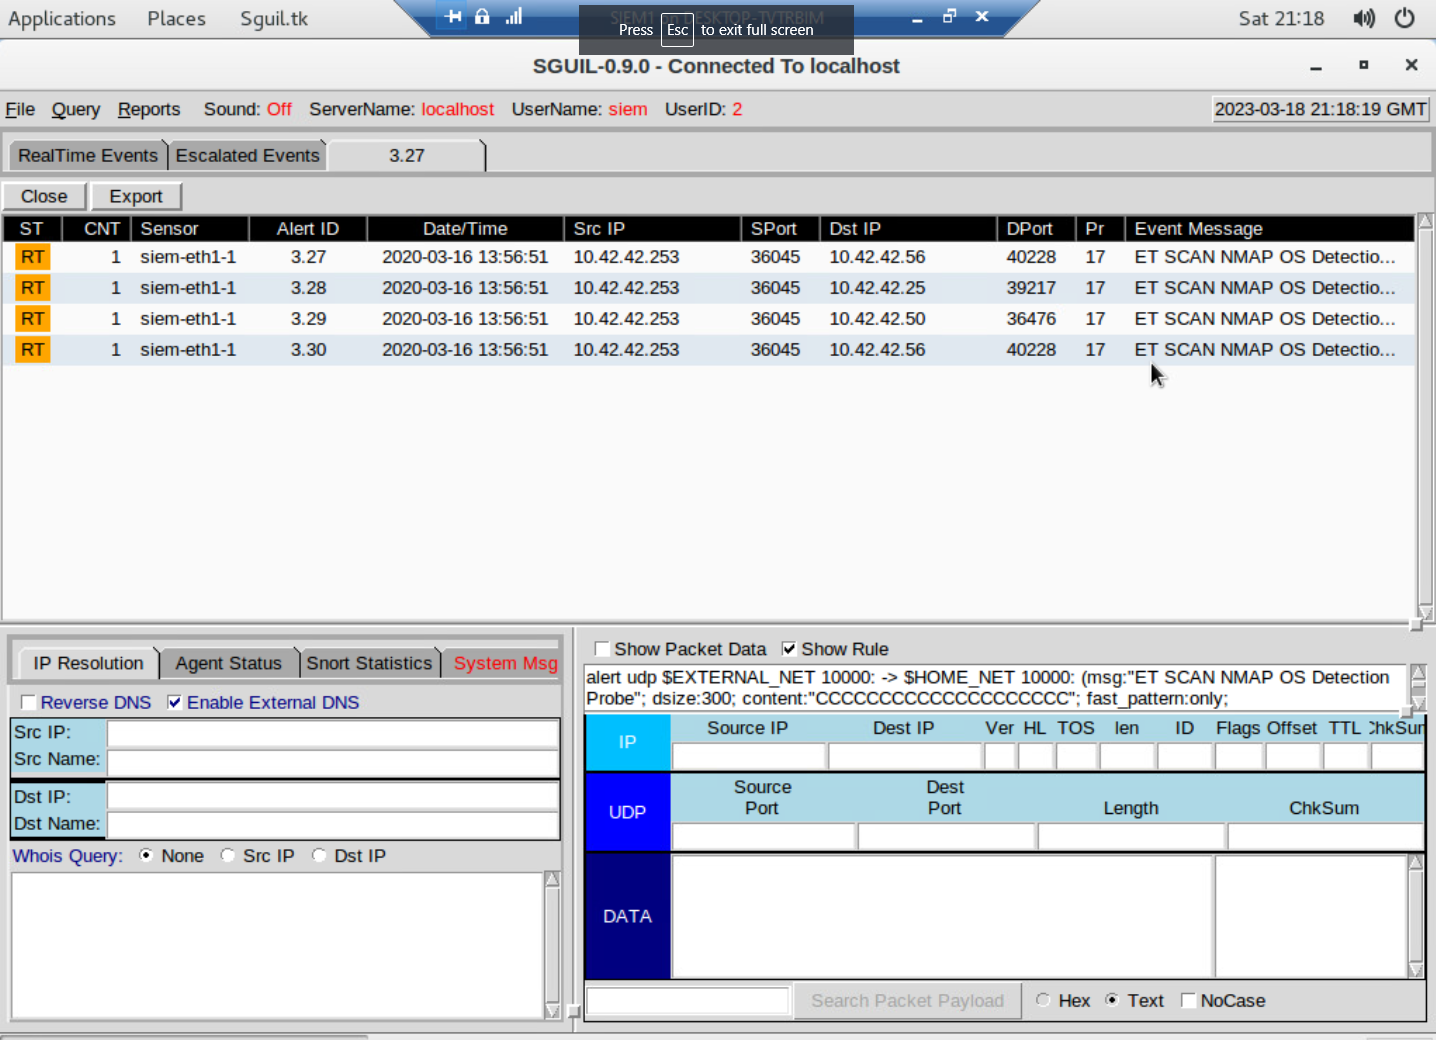 Applications Places Sguil.tk SIEM1 on DESKTOP-TVTRBIM Sat 21:18
Press Esc to exit full screen
SGUIL-0.9.0 - Connected To localhost
File Query Reports Sound: Off ServerName: localhost UserName: siem UserID: 2 2023-03-18 21:18:19 GMT
RealTime Events Escalated Events 3.27
Close Export
ST CNT Sensor Alert ID Date/Time Src IP SPort Dst IP DPort Pr Event Message
RT 1 siem-eth1-1 3.27 2020-03-16 13:56:51 10.42.42.253 36045 10.42.42.56 40228 17 ET SCAN NMAP OS Detectio...
RT 1 siem-eth1-1 3.28 2020-03-16 13:56:51 10.42.42.253 36045 10.42.42.25 39217 17 ET SCAN NMAP OS Detectio...
RT 1 siem-eth1-1 3.29 2020-03-16 13:56:51 10.42.42.253 36045 10.42.42.50 36476 17 ET SCAN NMAP OS Detectio...
RT 1 siem-eth1-1 3.30 2020-03-16 13:56:51 10.42.42.253 36045 10.42.42.56 40228 17 ET SCAN NMAP OS Detectio...
IP Resolution Agent Status Snort Statistics System Msg
Reverse DNS Enable External DNS
Src IP:
Src Name:
Dst IP:
Dst Name:
Whois Query: None Src IP Dst IP
Show Packet Data Show Rule
alert udp $EXTERNAL_NET 10000: -> $HOME_NET 10000: (msg:"ET SCAN NMAP OS Detection
Probe"; dsize:300; content:"CCCCCCCCCCCCCCCCCCCC"; fast_pattern:only;
IP Source IP Dest IP Ver HL TOS len ID Flags Offset TTL ChkSum
UDP Source Port Dest Port Length ChkSum
DATA
Search Packet Payload Hex Text NoCase